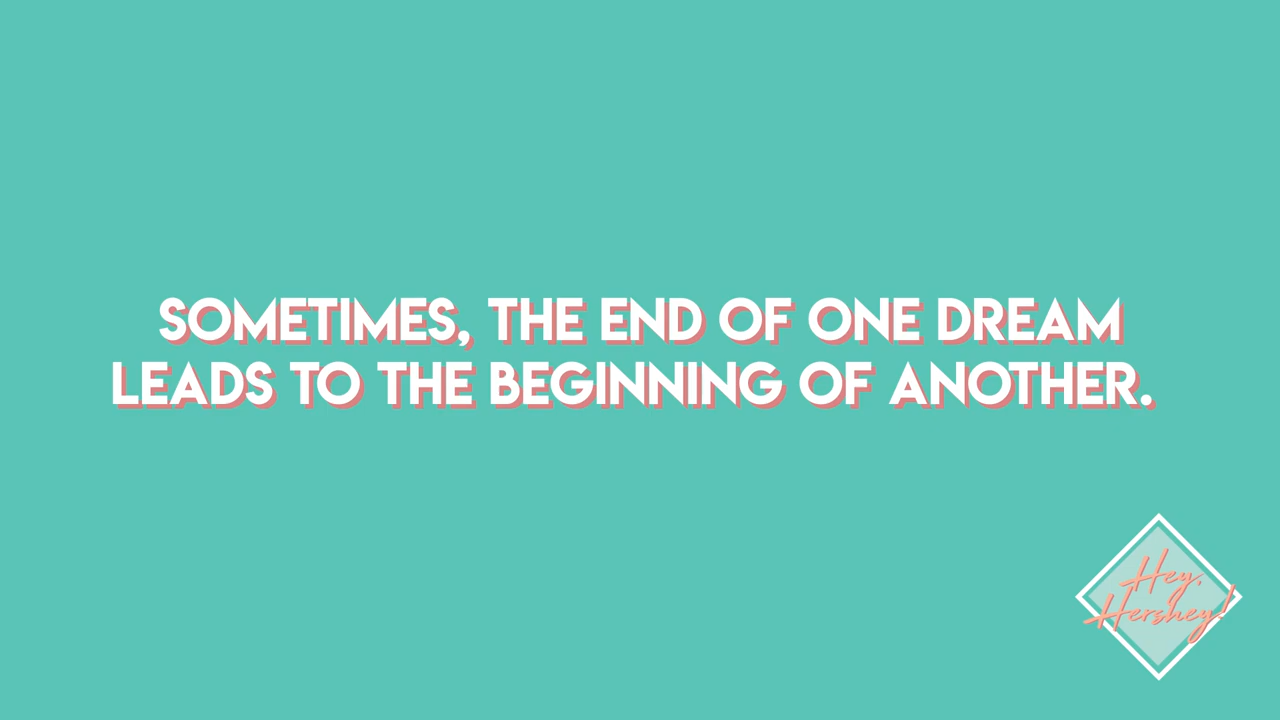 SOMETIMES, THE END OF ONE DREAM
LEADS TO THE BEGINNING OF ANOTHER.
Hey,
Hershey!